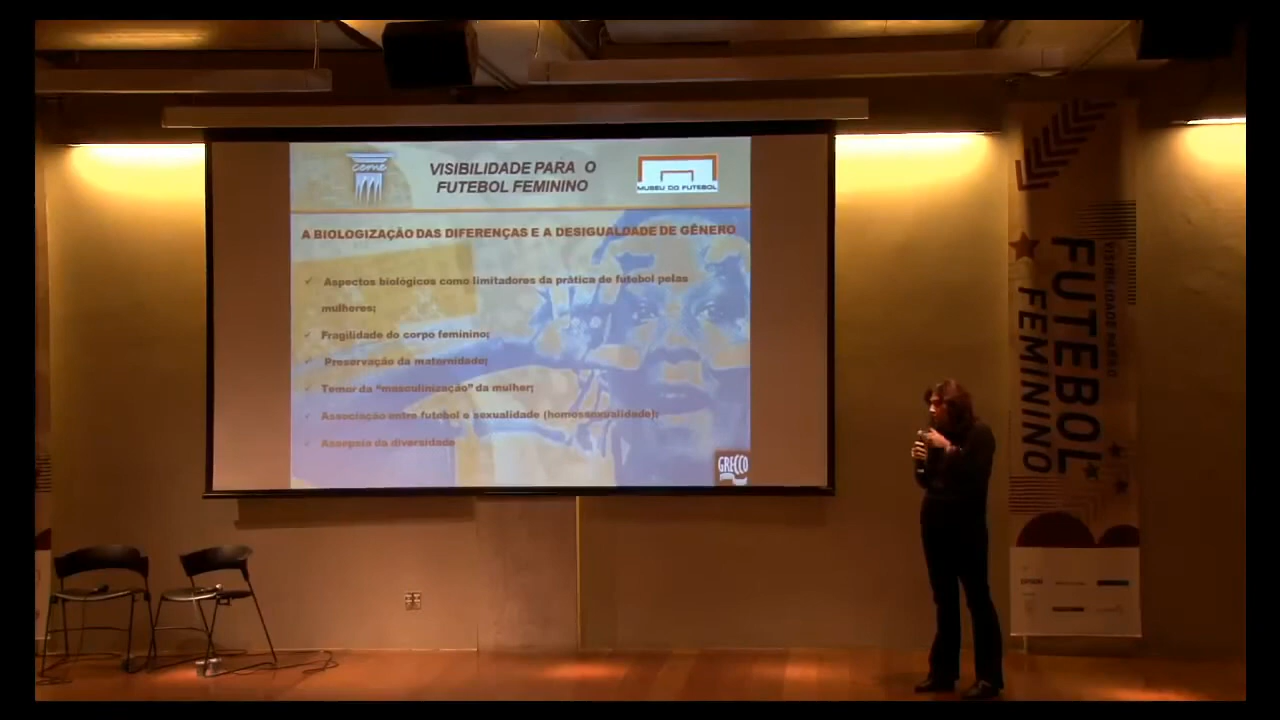 ceme
VISIBILIDADE PARA O
FUTEBOL FEMININO
MUSEU DO FUTEBOL
A BIOLOGIZAÇÃO DAS DIFERENÇAS E A DESIGUALDADE DE GÊNERO
✓ Aspectos biológicos como limitadores da prática de futebol pelas
mulheres;
✓ Fragilidade do corpo feminino;
✓ Preservação da maternidade;
✓ Temor da “masculinização” da mulher;
✓ Associação entre futebol e sexualidade (homossexualidade);
✓ Assepsia da diversidade
GRECCO
VISIBILIDADE PARA O
FUTEBOL
FEMININO